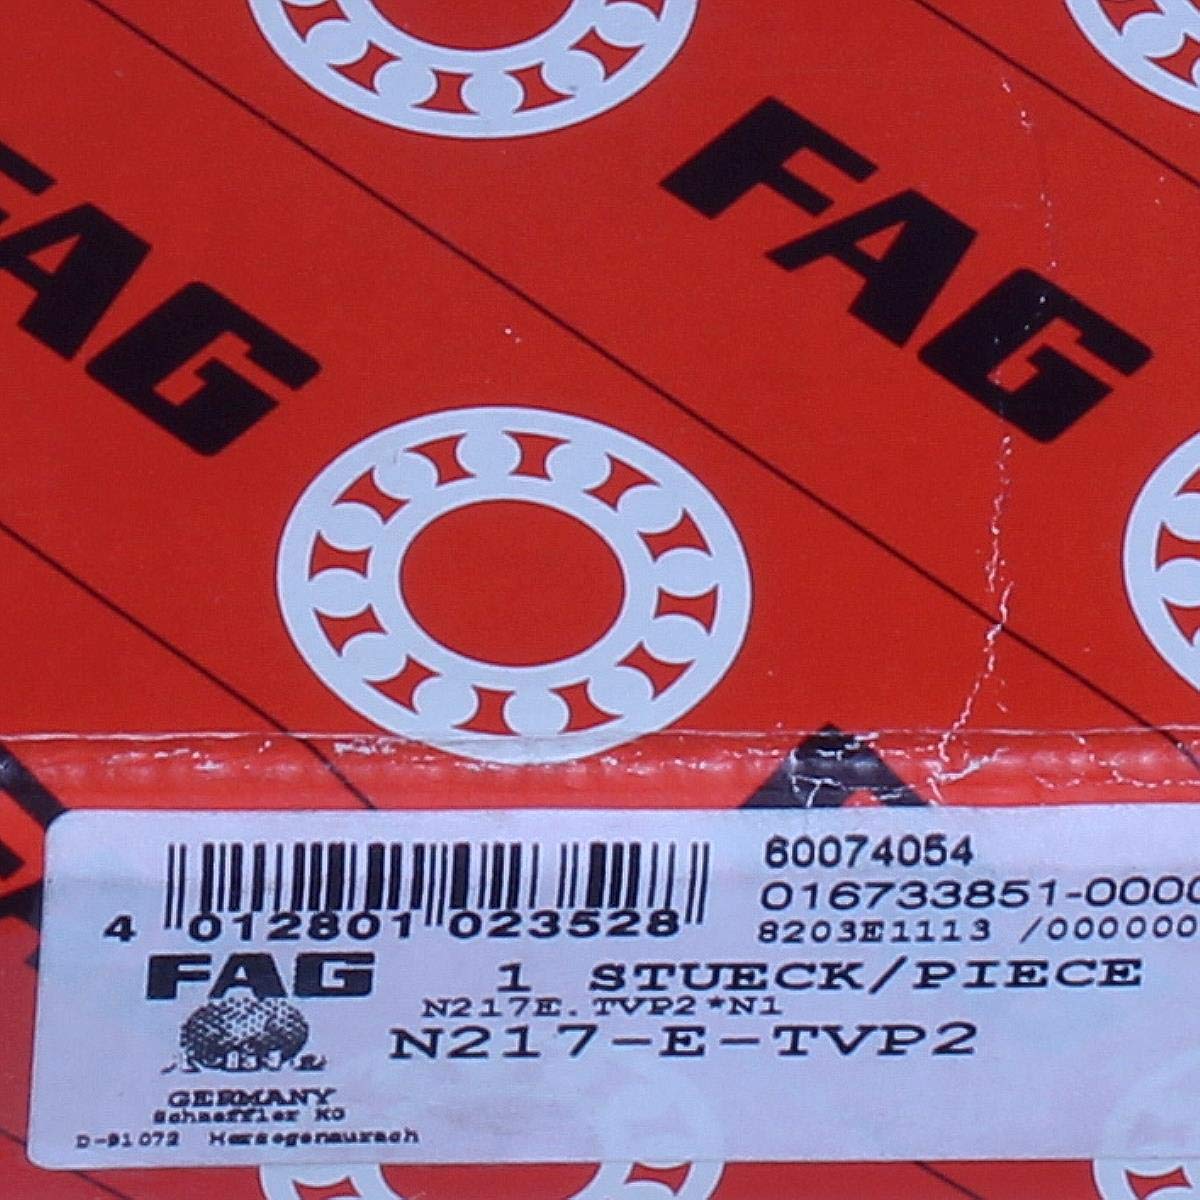 FAG
FAG
60074054
016733851-0000
4 012801 023528
8203E1113 /000000
FAG
1 STUECK/PIECE
N217E.TVP2*N1
N217-E-TVP2
GERMANY
Schaeffler KG
D-91072 Herzogenaurach